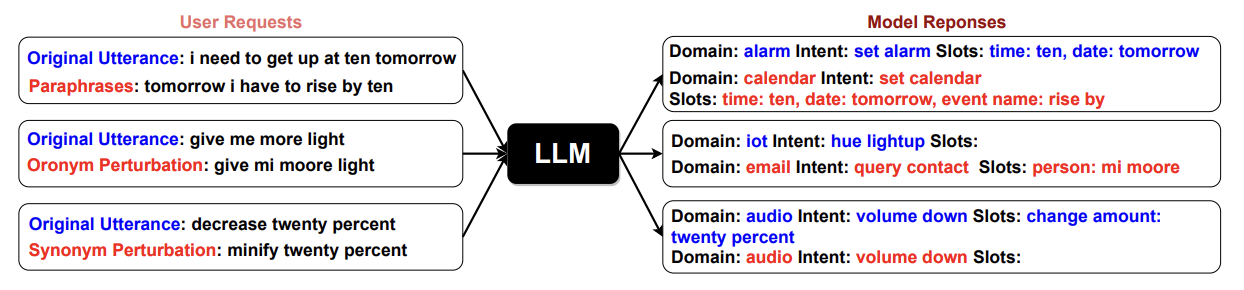 User Requests
Original Utterance: i need to get up at ten tomorrow
Paraphrases: tomorrow i have to rise by ten
Original Utterance: give me more light
Oronym Perturbation: give mi moore light
Original Utterance: decrease twenty percent
Synonym Perturbation: minify twenty percent
LLM
Model Reponses
Domain: alarm Intent: set alarm Slots: time: ten, date: tomorrow
Domain: calendar Intent: set calendar
Slots: time: ten, date: tomorrow, event name: rise by
Domain: iot Intent: hue lightup Slots:
Domain: email Intent: query contact Slots: person: mi moore
Domain: audio Intent: volume down Slots: change amount:
twenty percent
Domain: audio Intent: volume down Slots: